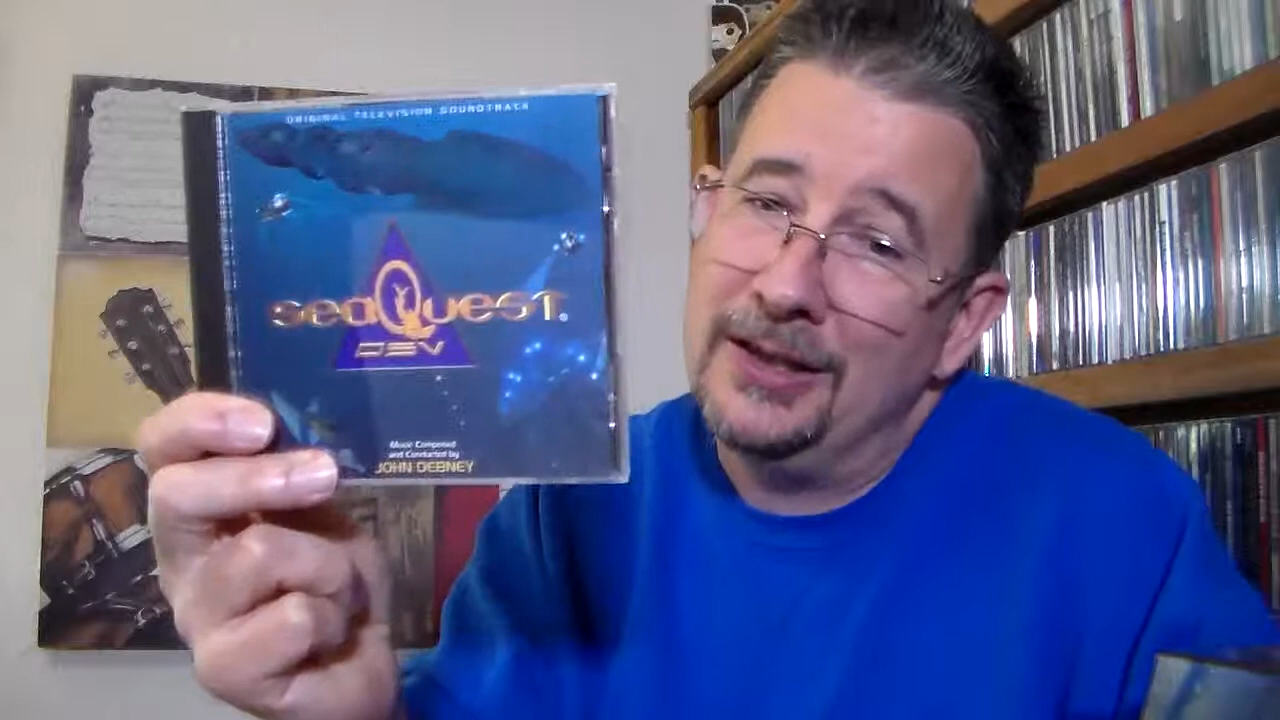 ORIGINAL TELEVISION SOUNDTRACK
seaQuest
DSV
Music Composed
and Conducted by
JOHN DEBNEY